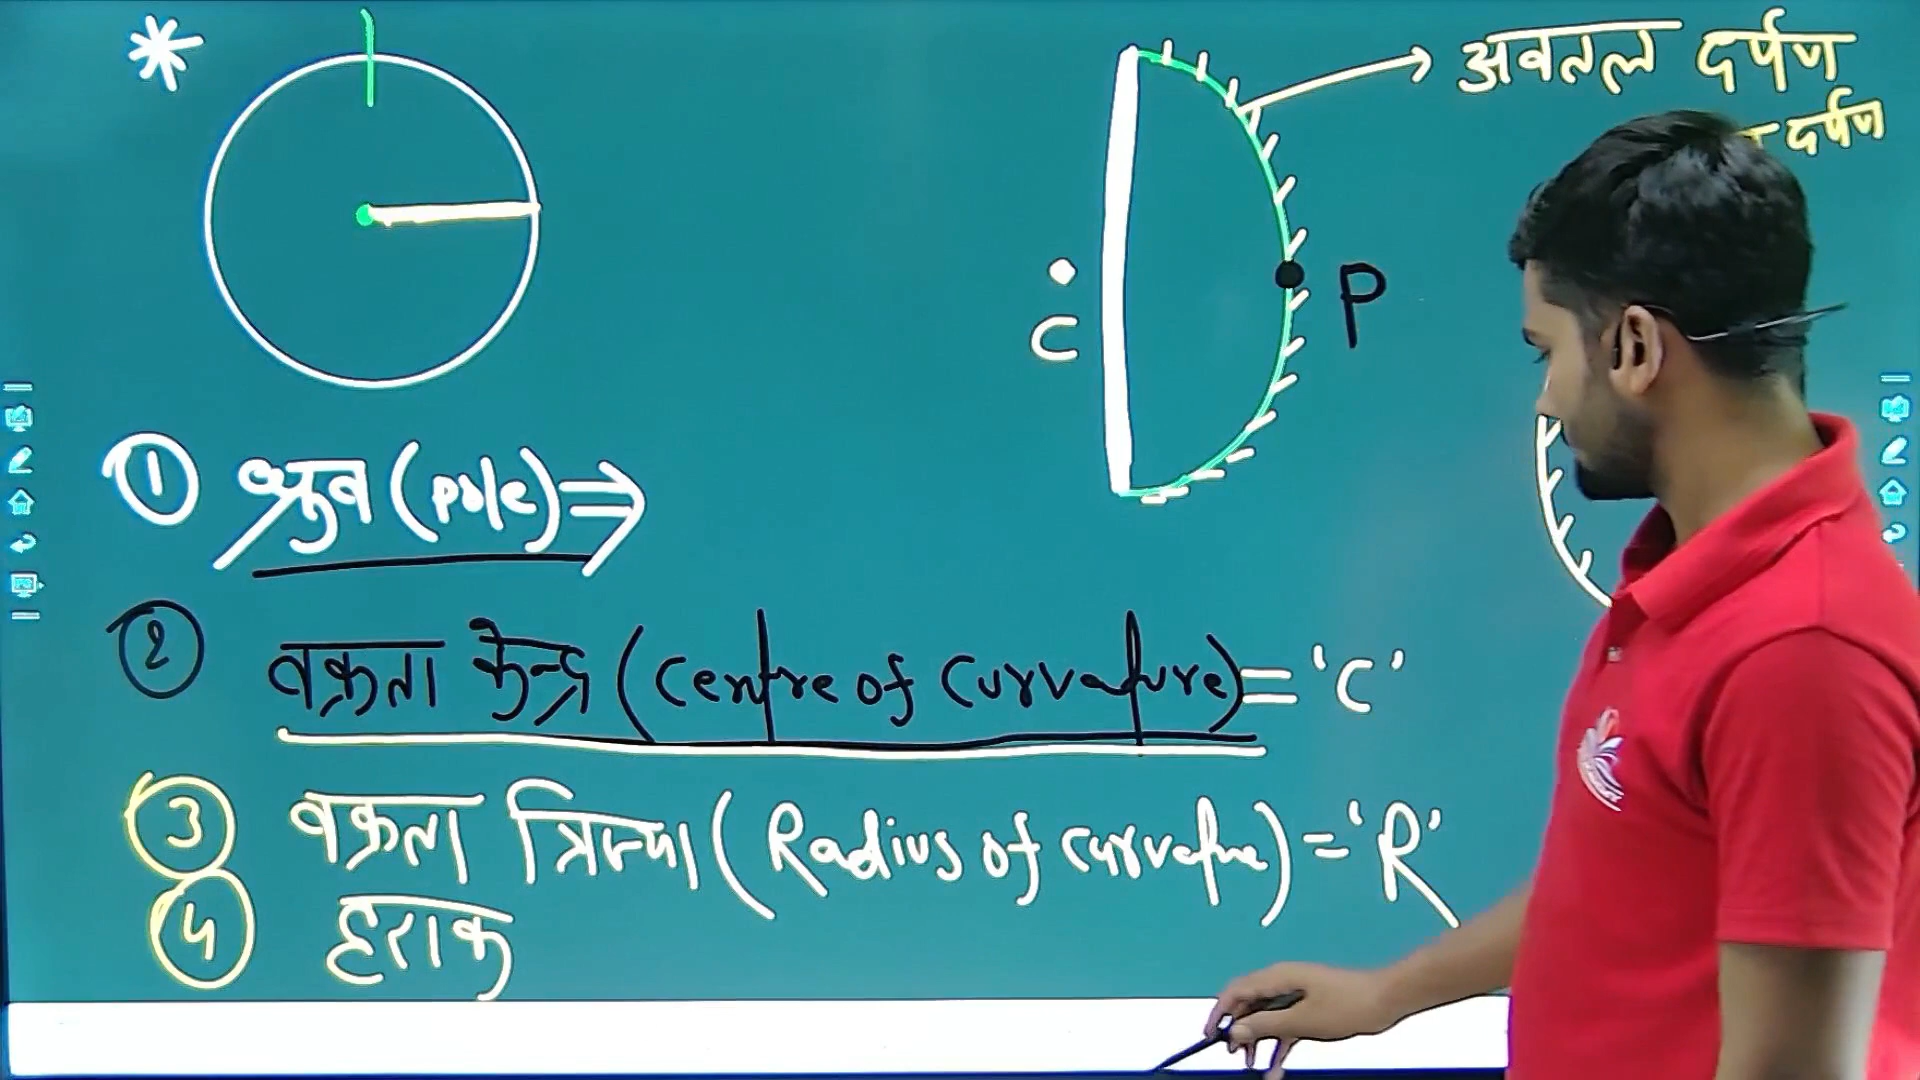 *
अवतल दर्पण
दर्पण
C
P
① ध्रुव (pole) ⇒
② वक्रता केन्द्र (Centre of Curvature) = 'C'
③ वक्रता त्रिज्या (Radius of curvature) = 'R'
④